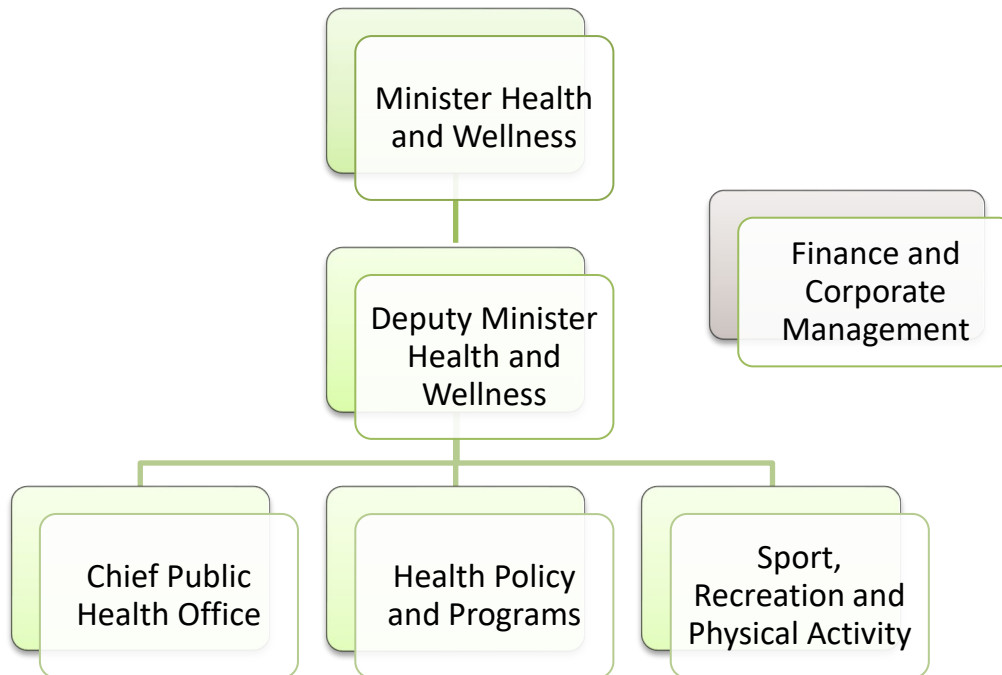 Minister Health
and Wellness
Finance and
Corporate
Management
Deputy Minister
Health and
Wellness
Chief Public
Health Office
Health Policy
and Programs
Sport,
Recreation and
Physical Activity